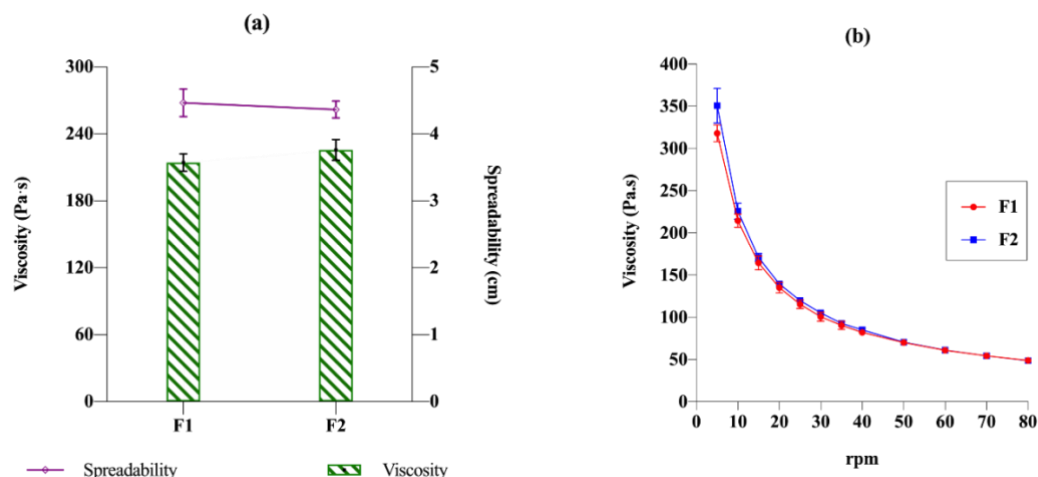 (a)
300
240
180
120
60
0
Viscosity (Pa·s)
5
4
3
2
1
0
Spreadability (cm)
F1 F2
Spreadability Viscosity
(b)
400
350
300
250
200
150
100
50
0
Viscosity (Pa.s)
0 10 20 30 40 50 60 70 80
rpm
F1
F2